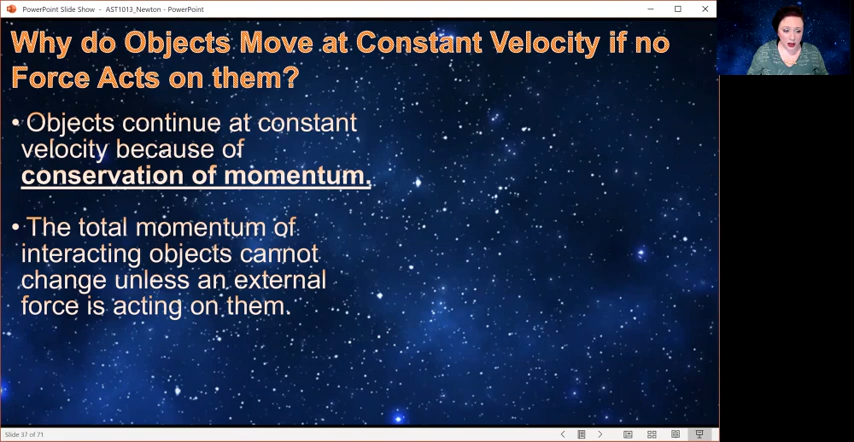 PowerPoint Slide Show - AST1013_Newton - PowerPoint
Why do Objects Move at Constant Velocity if no
Force Acts on them?
• Objects continue at constant
velocity because of
conservation of momentum.
• The total momentum of
interacting objects cannot
change unless an external
force is acting on them.
Slide 37 of 71